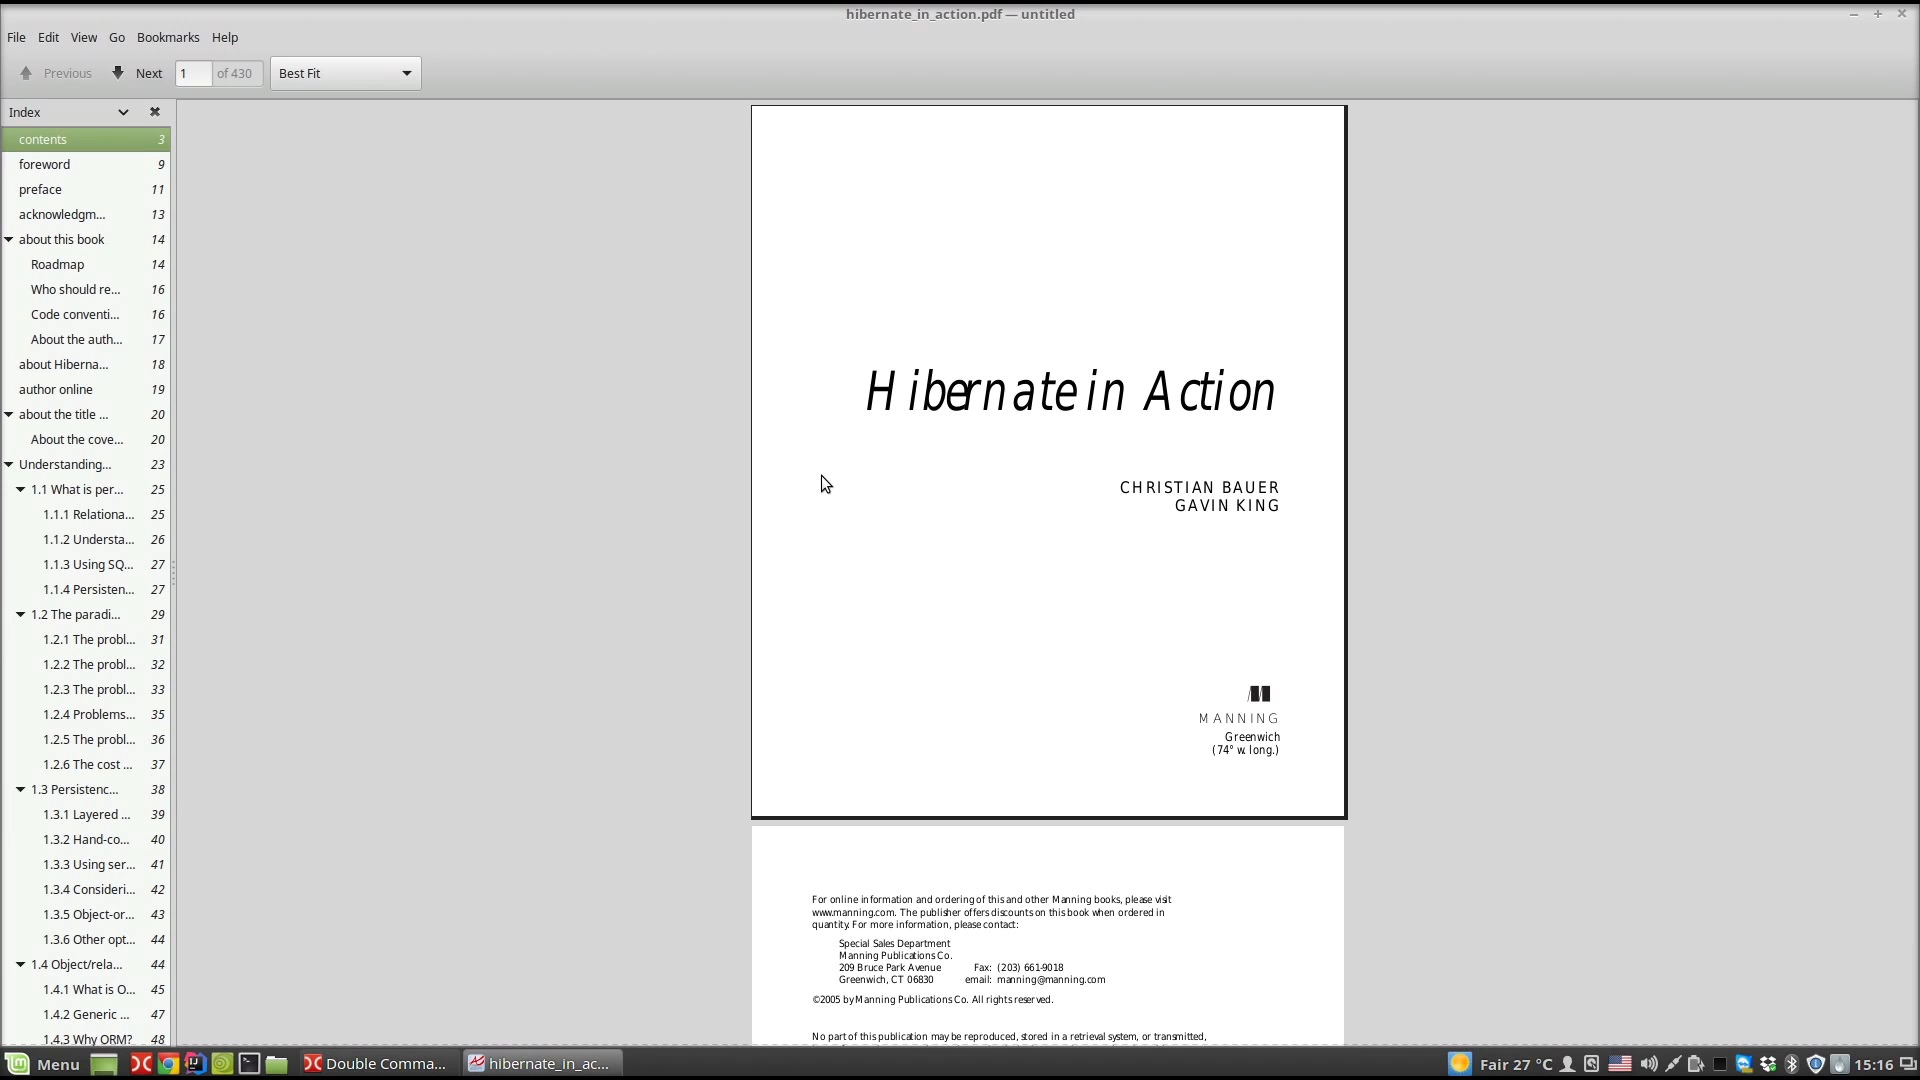 hibernate_in_action.pdf — untitled
File Edit View Go Bookmarks Help
Previous Next 1 of 430 Best Fit
Index
contents 3
foreword 9
preface 11
acknowledgm... 13
about this book 14
Roadmap 14
Who should re... 16
Code conventi... 16
About the auth... 17
about Hiberna... 18
author online 19
about the title ... 20
About the cove... 20
Understanding... 23
1.1 What is per... 25
1.1.1 Relationa... 25
1.1.2 Understa... 26
1.1.3 Using SQ... 27
1.1.4 Persisten... 27
1.2 The paradi... 29
1.2.1 The probl... 31
1.2.2 The probl... 32
1.2.3 The probl... 33
1.2.4 Problems... 35
1.2.5 The probl... 36
1.2.6 The cost ... 37
1.3 Persistenc... 38
1.3.1 Layered ... 39
1.3.2 Hand-co... 40
1.3.3 Using ser... 41
1.3.4 Consideri... 42
1.3.5 Object-or... 43
1.3.6 Other opt... 44
1.4 Object/rela... 44
1.4.1 What is O... 45
1.4.2 Generic ... 47
1.4.3 Why ORM? 48
Hibernate in Action
CHRISTIAN BAUER
GAVIN KING
MANNING
Greenwich
(74° w. long.)
For online information and ordering of this and other Manning books, please visit
www.manning.com. The publisher offers discounts on this book when ordered in
quantity. For more information, please contact:
Special Sales Department
Manning Publications Co.
209 Bruce Park Avenue Fax: (203) 661-9018
Greenwich, CT 06830 email: manning@manning.com
©2005 by Manning Publications Co. All rights reserved.
No part of this publication may be reproduced, stored in a retrieval system, or transmitted,
Menu Double Comma... hibernate_in_ac... Fair 27 °C 15:16